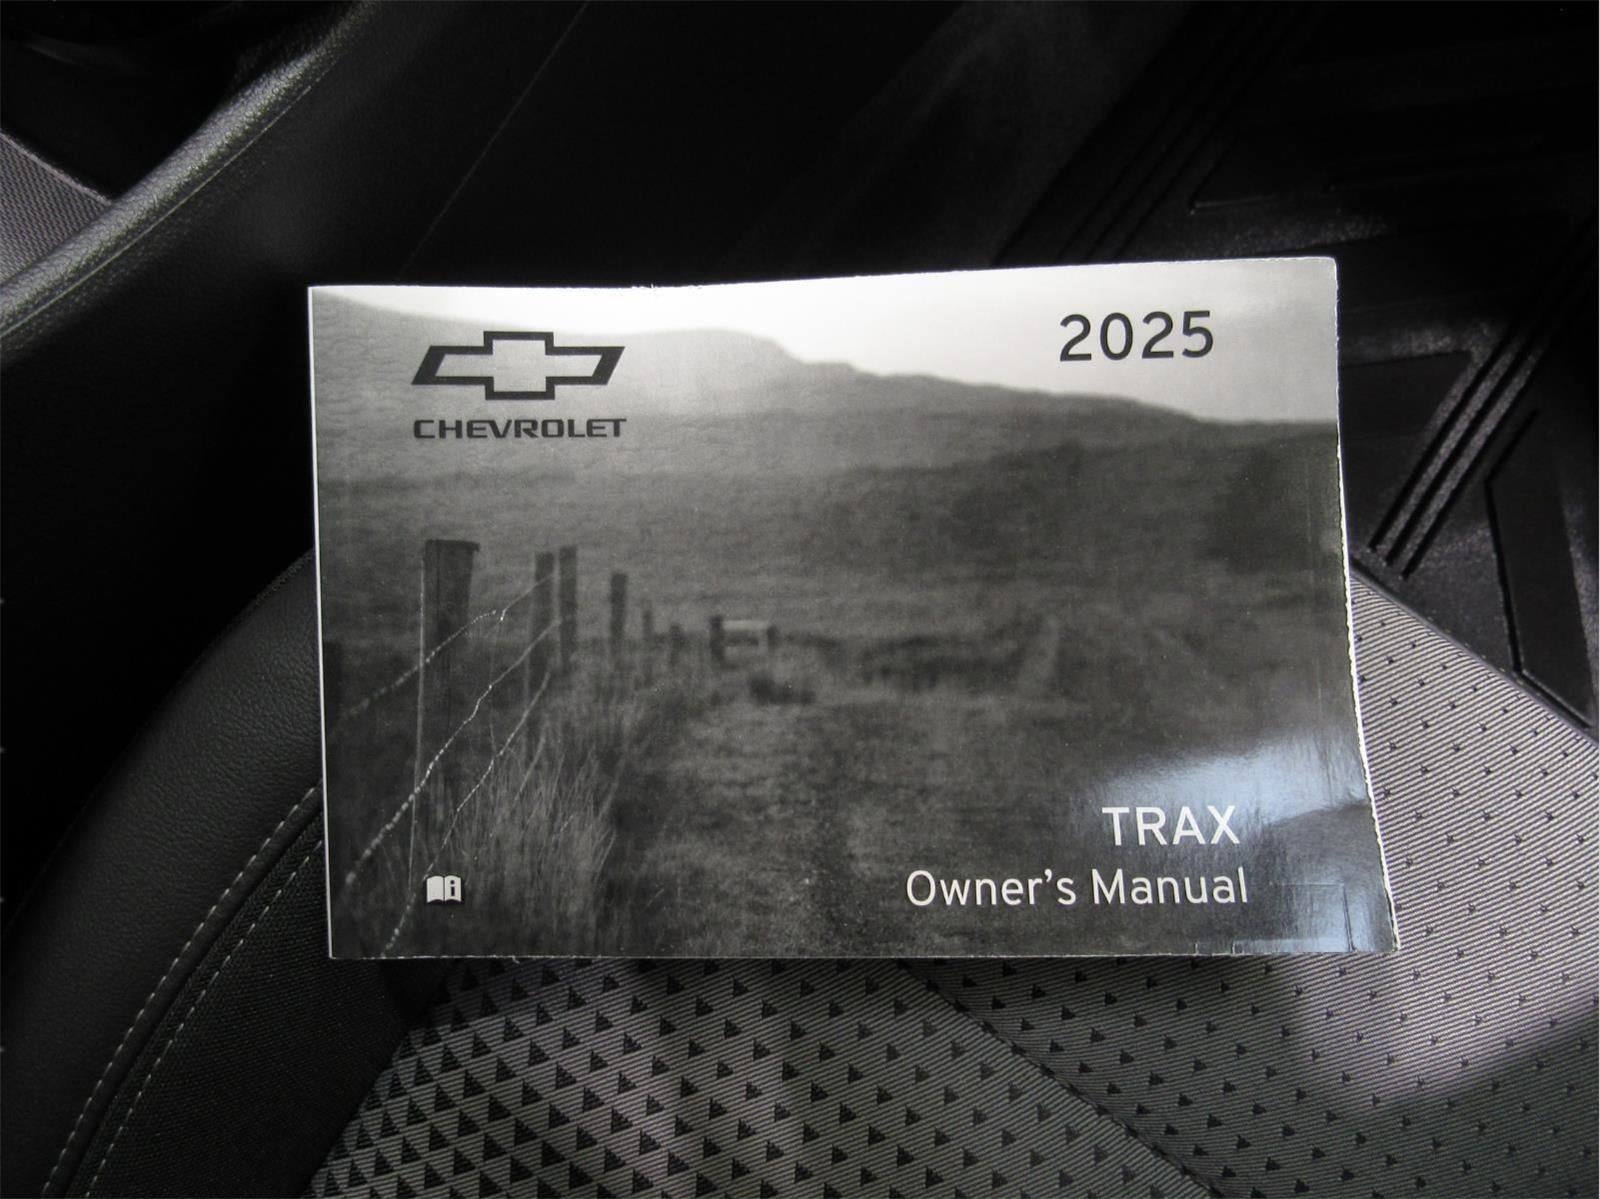 2025
CHEVROLET
TRAX
Owner's Manual